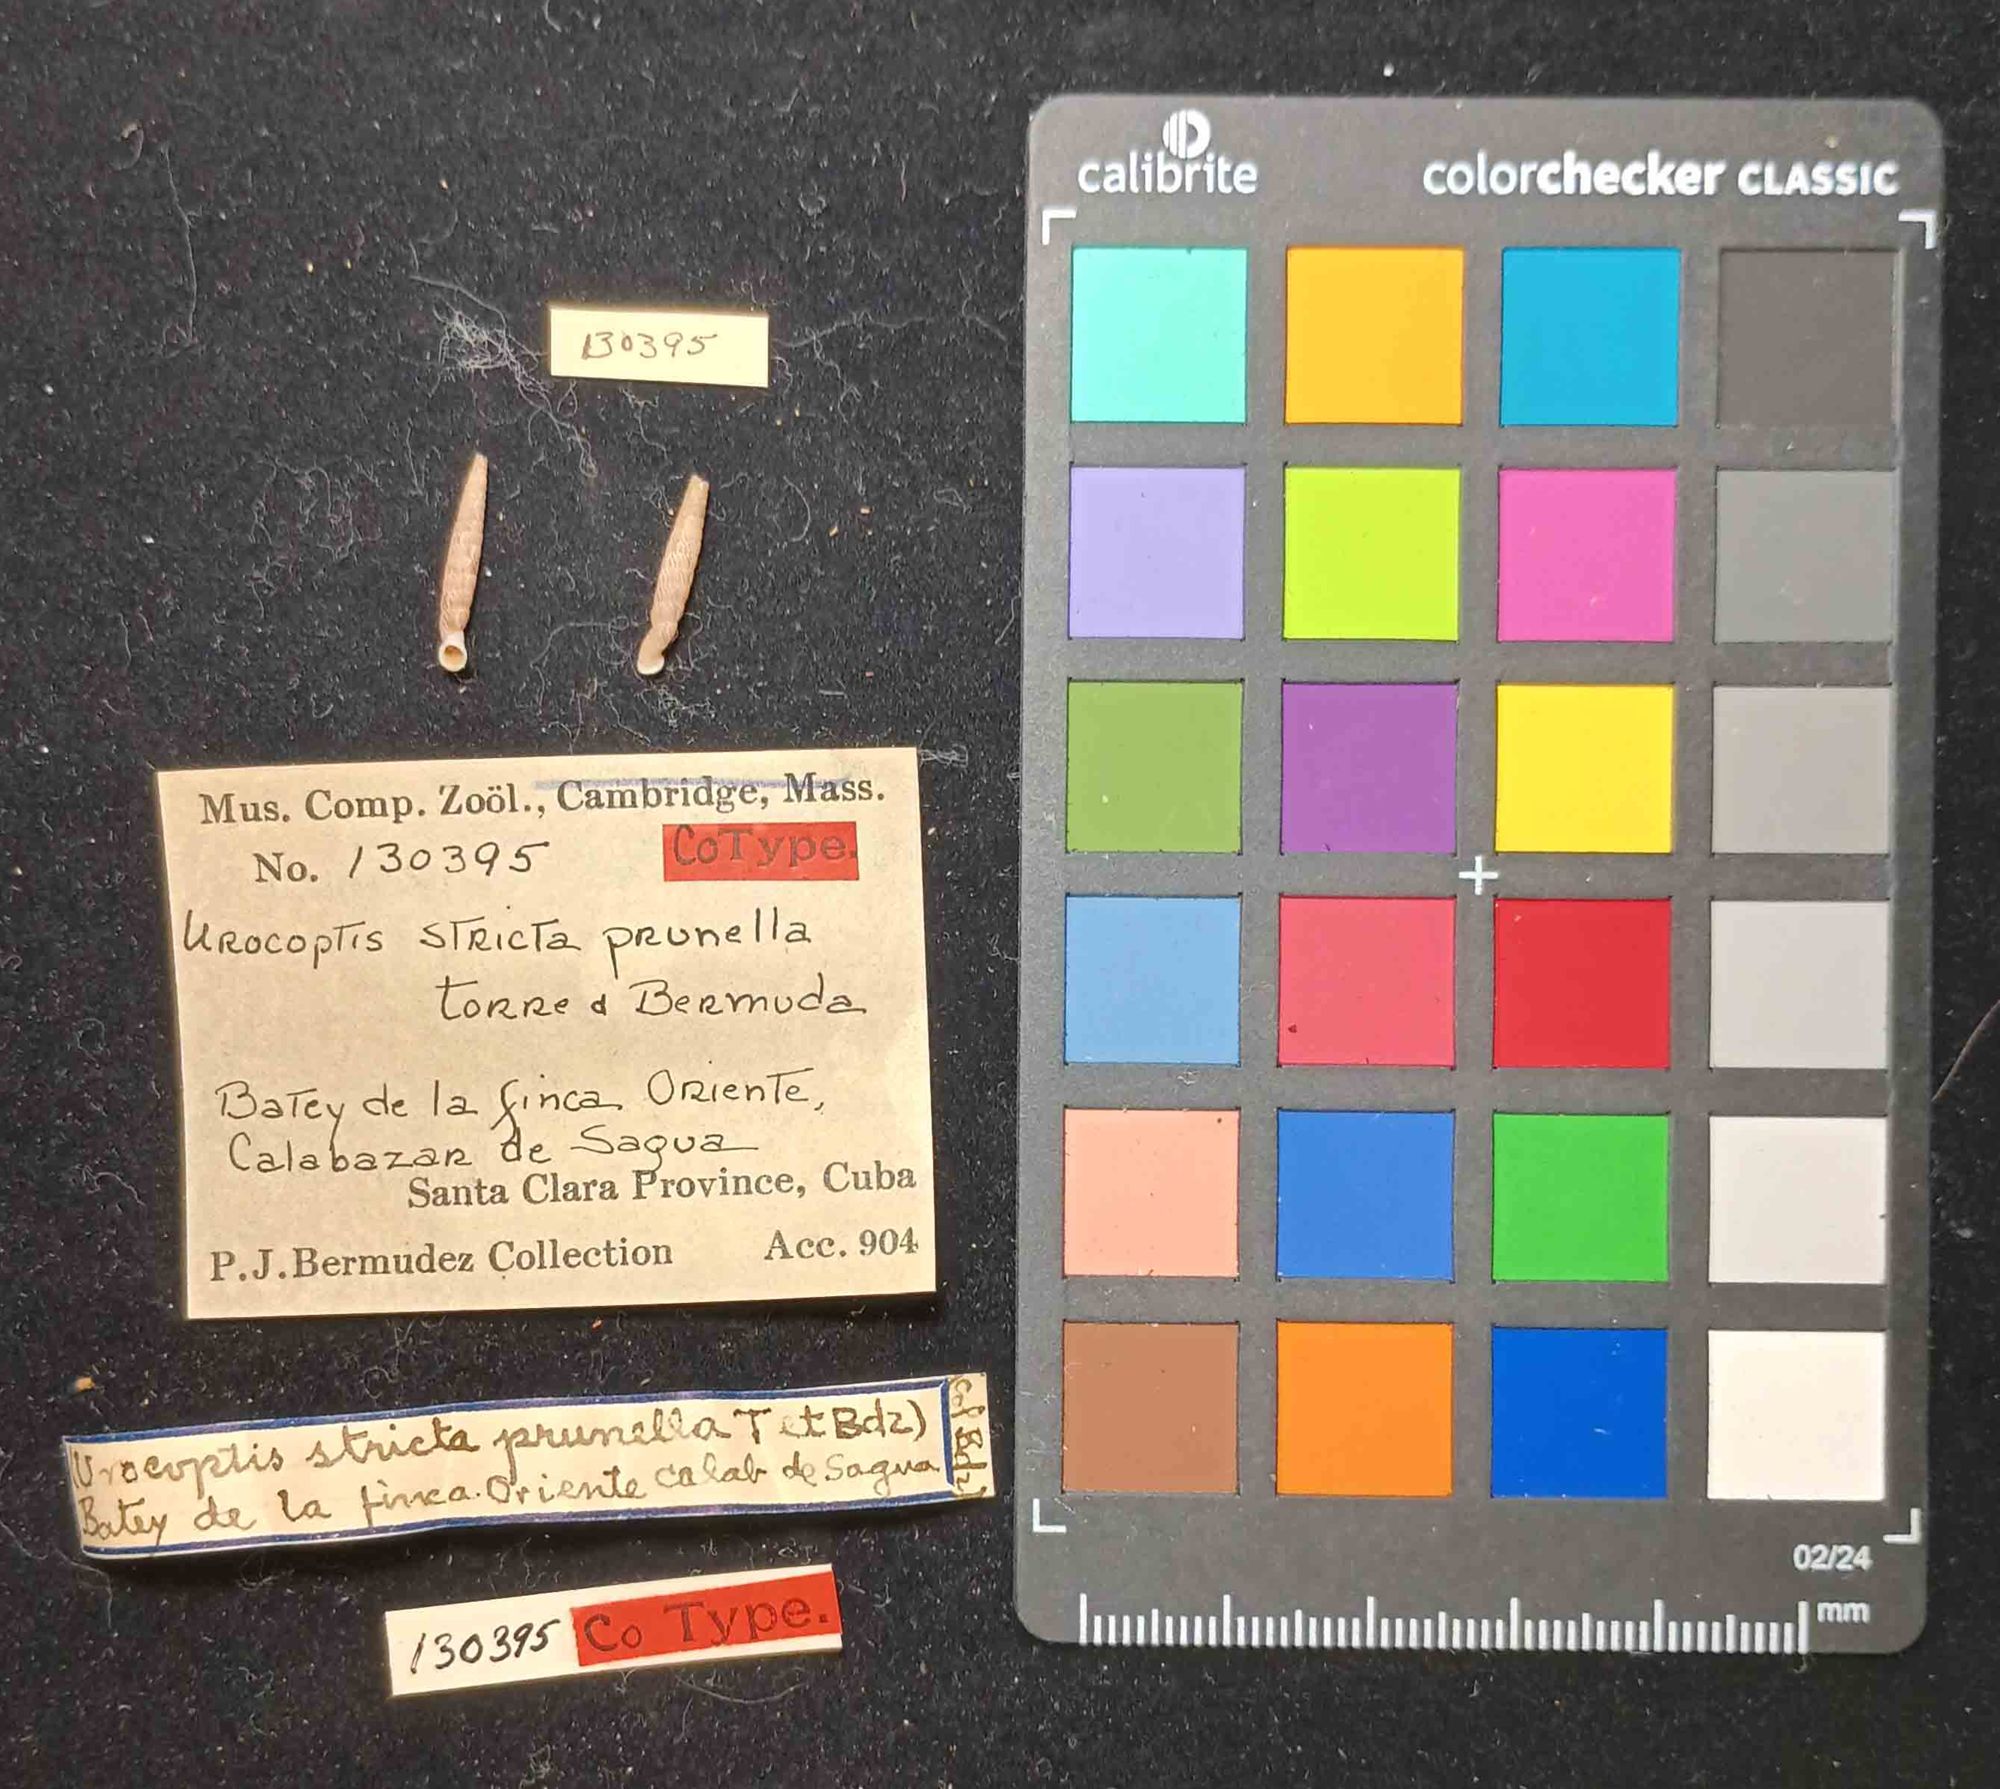 130395
Mus. Comp. Zoöl., Cambridge, Mass.
No. 130395 CoType.
Urocoptis stricta prunella
torre & Bermuda
Batey de la finca Oriente,
Calabazar de Sagua
Santa Clara Province, Cuba
P.J.Bermudez Collection Acc. 904
Urocoptis stricta prunella T et Bdz)
Batey de la finca. Oriente calab de Sagua
Col Bdz
130395 Co Type.
calibrite
colorchecker CLASSIC
02/24
mm